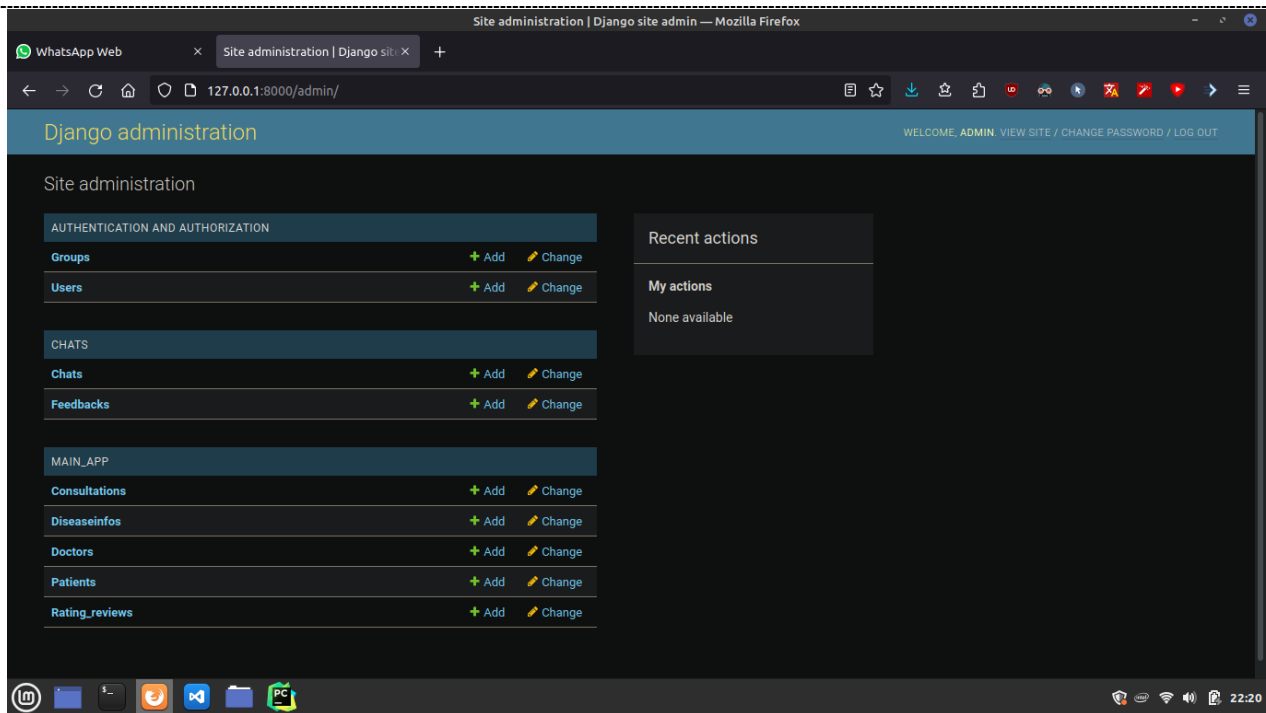 Site administration | Django site admin — Mozilla Firefox
WhatsApp Web
Site administration | Django site
127.0.0.1:8000/admin/
Django administration
WELCOME, ADMIN. VIEW SITE / CHANGE PASSWORD / LOG OUT
Site administration
AUTHENTICATION AND AUTHORIZATION
Groups + Add Change
Users + Add Change
CHATS
Chats + Add Change
Feedbacks + Add Change
MAIN_APP
Consultations + Add Change
Diseaseinfos + Add Change
Doctors + Add Change
Patients + Add Change
Rating_reviews + Add Change
Recent actions
My actions
None available
PC
22:20